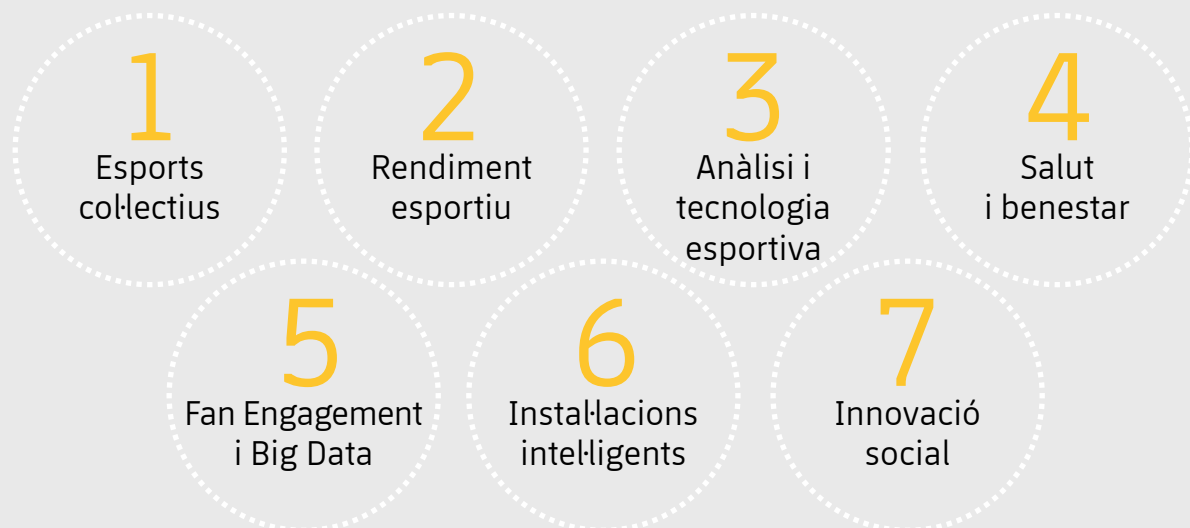 1
Esports
col·lectius
2
Rendiment
esportiu
3
Anàlisi i
tecnologia
esportiva
4
Salut
i benestar
5
Fan Engagement
i Big Data
6
Instal·lacions
intel·ligents
7
Innovació
social